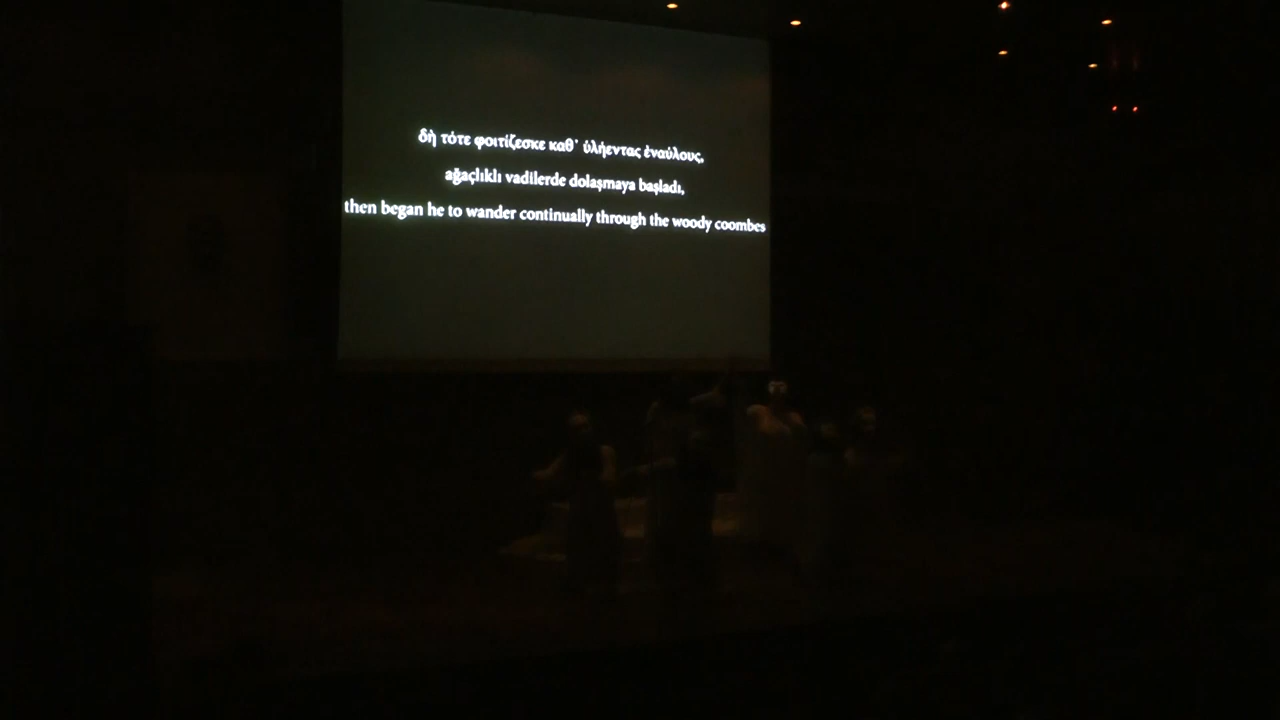 δὴ τότε φοιτίζεσκε καθ᾽ ὑλήεντας ἐναύλους,
ağaçlıklı vadilerde dolaşmaya başladı,
then began he to wander continually through the woody coombes